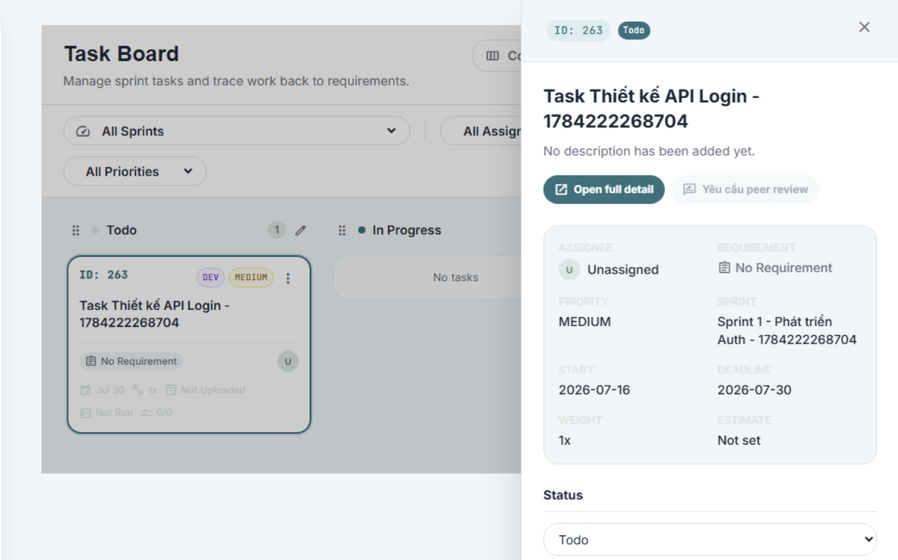 Task Board
Manage sprint tasks and trace work back to requirements.
All Sprints
All Priorities
Todo
1
In Progress
ID: 263
DEV
MEDIUM
Task Thiết kế API Login -
1784222268704
No Requirement
U
Jul 30
1x
Not Uploaded
Not Run
0/0
No tasks
ID: 263
Todo
Task Thiết kế API Login -
1784222268704
No description has been added yet.
Open full detail
Yêu cầu peer review
ASSIGNEE
REQUIREMENT
U
Unassigned
No Requirement
PRIORITY
SPRINT
MEDIUM
Sprint 1 - Phát triển
Auth - 1784222268704
START
DEADLINE
2026-07-16
2026-07-30
WEIGHT
ESTIMATE
1x
Not set
Status
Todo